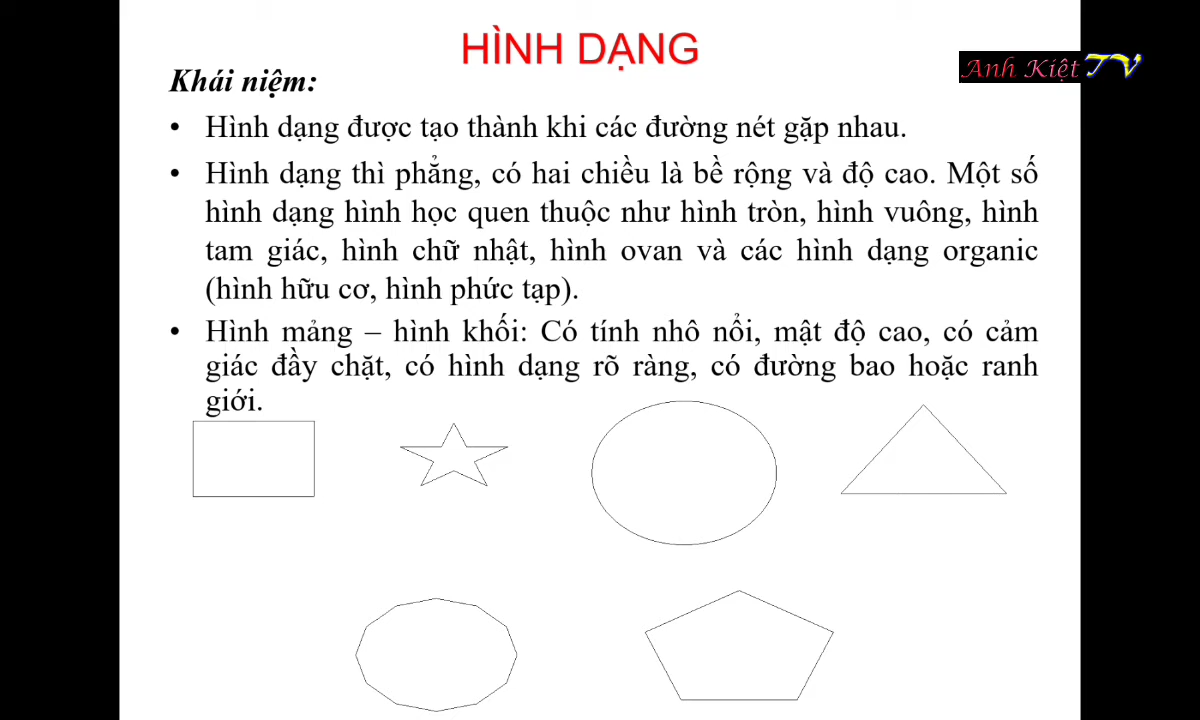 HÌNH DẠNG
Anh Kiệt TV
Khái niệm:
• Hình dạng được tạo thành khi các đường nét gặp nhau.
• Hình dạng thì phẳng, có hai chiều là bề rộng và độ cao. Một số
hình dạng hình học quen thuộc như hình tròn, hình vuông, hình
tam giác, hình chữ nhật, hình ovan và các hình dạng organic
(hình hữu cơ, hình phức tạp).
• Hình mảng – hình khối: Có tính nhô nổi, mật độ cao, có cảm
giác đầy chặt, có hình dạng rõ ràng, có đường bao hoặc ranh
giới.